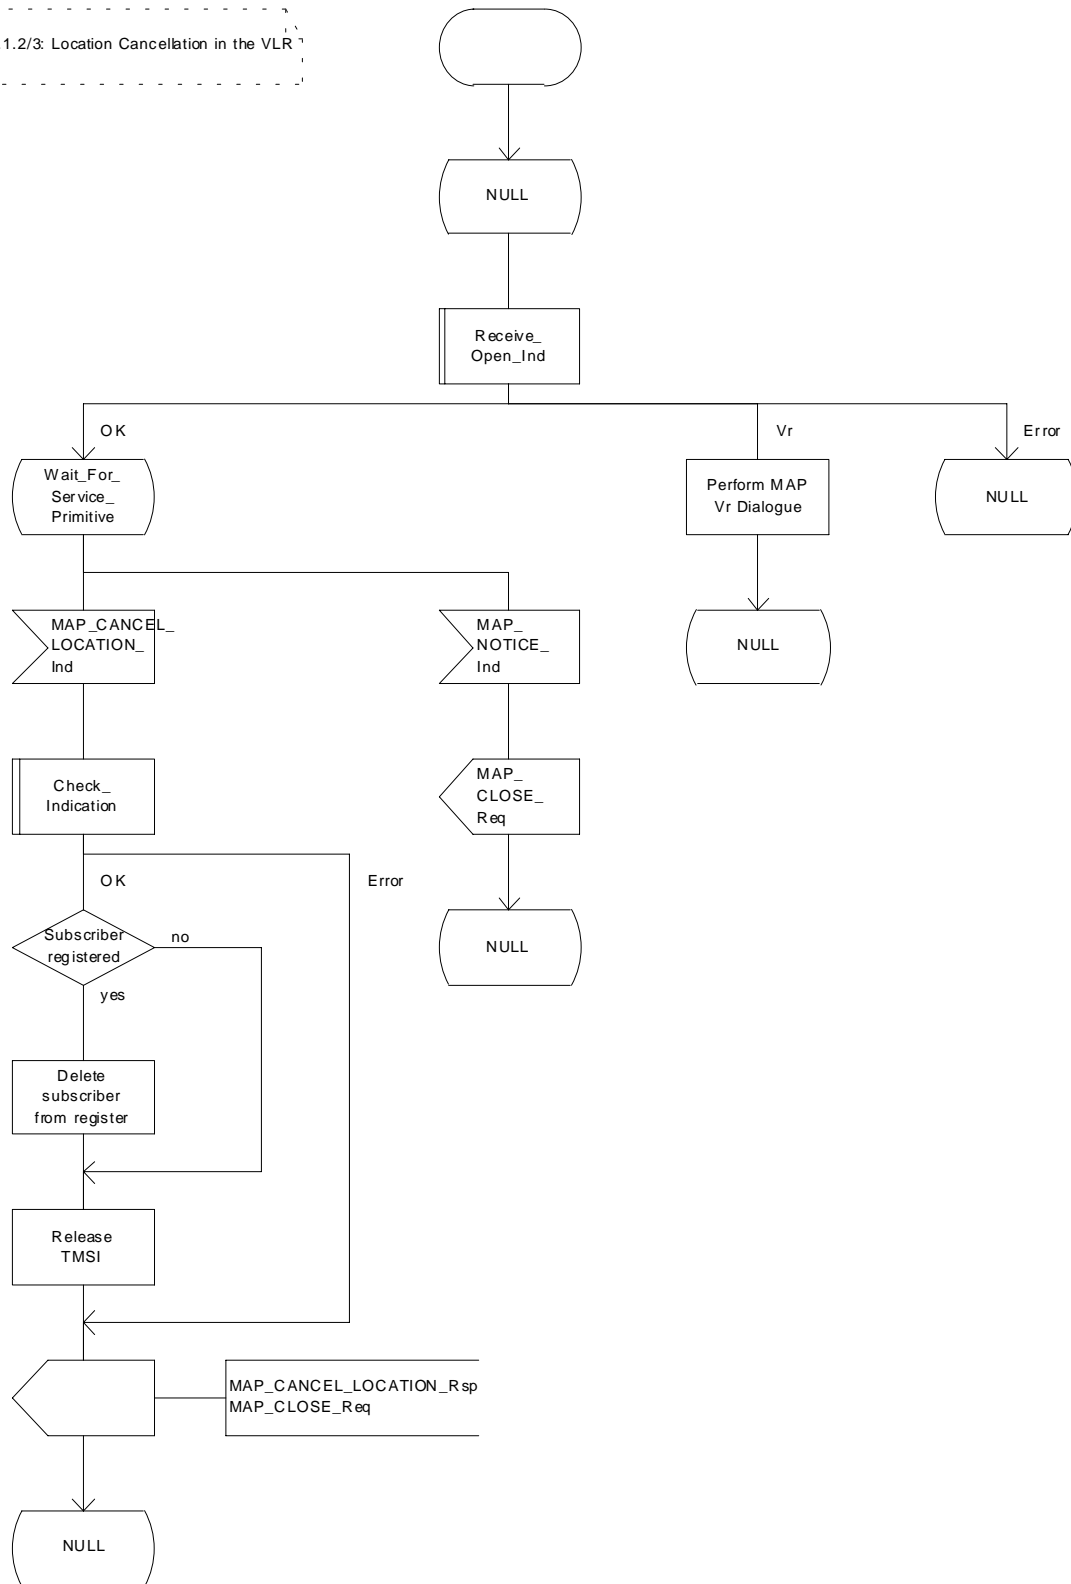 1.2/3: Location Cancellation in the VLR
NULL
Receive_
Open_Ind
OK
Vr
Error
Wait_For_
Service_
Primitive
Perform MAP
Vr Dialogue
NULL
MAP_CANCEL_
LOCATION_
Ind
MAP_
NOTICE_
Ind
NULL
Check_
Indication
MAP_
CLOSE_
Req
OK
Error
Subscriber
registered
no
yes
NULL
Delete
subscriber
from register
Release
TMSI
MAP_CANCEL_LOCATION_Rsp
MAP_CLOSE_Req
NULL